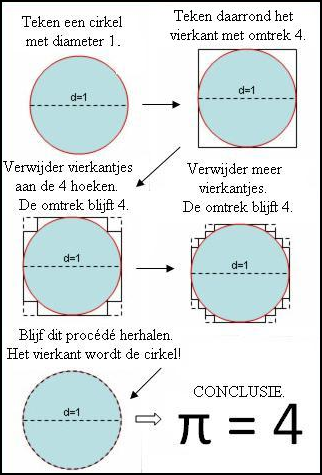 Teken een cirkel
met diameter 1.
d=1
Teken daarrond het
vierkant met omtrek 4.
d=1
Verwijder vierkantjes
aan de 4 hoeken.
De omtrek blijft 4.
d=1
Verwijder meer
vierkantjes.
De omtrek blijft 4.
d=1
Blijf dit procédé herhalen.
Het vierkant wordt de cirkel!
d=1
CONCLUSIE.
π = 4